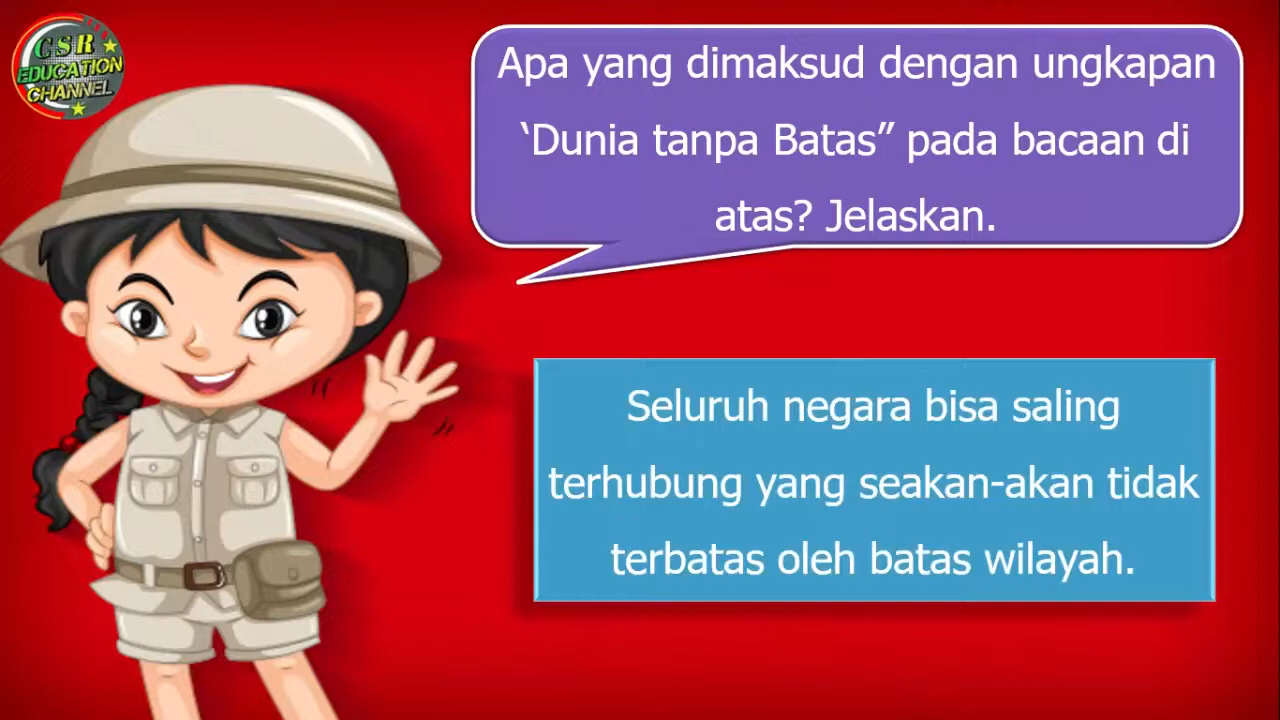 CSR
EDUCATION
CHANNEL
Apa yang dimaksud dengan ungkapan
‘Dunia tanpa Batas” pada bacaan di
atas? Jelaskan.
Seluruh negara bisa saling
terhubung yang seakan-akan tidak
terbatas oleh batas wilayah.